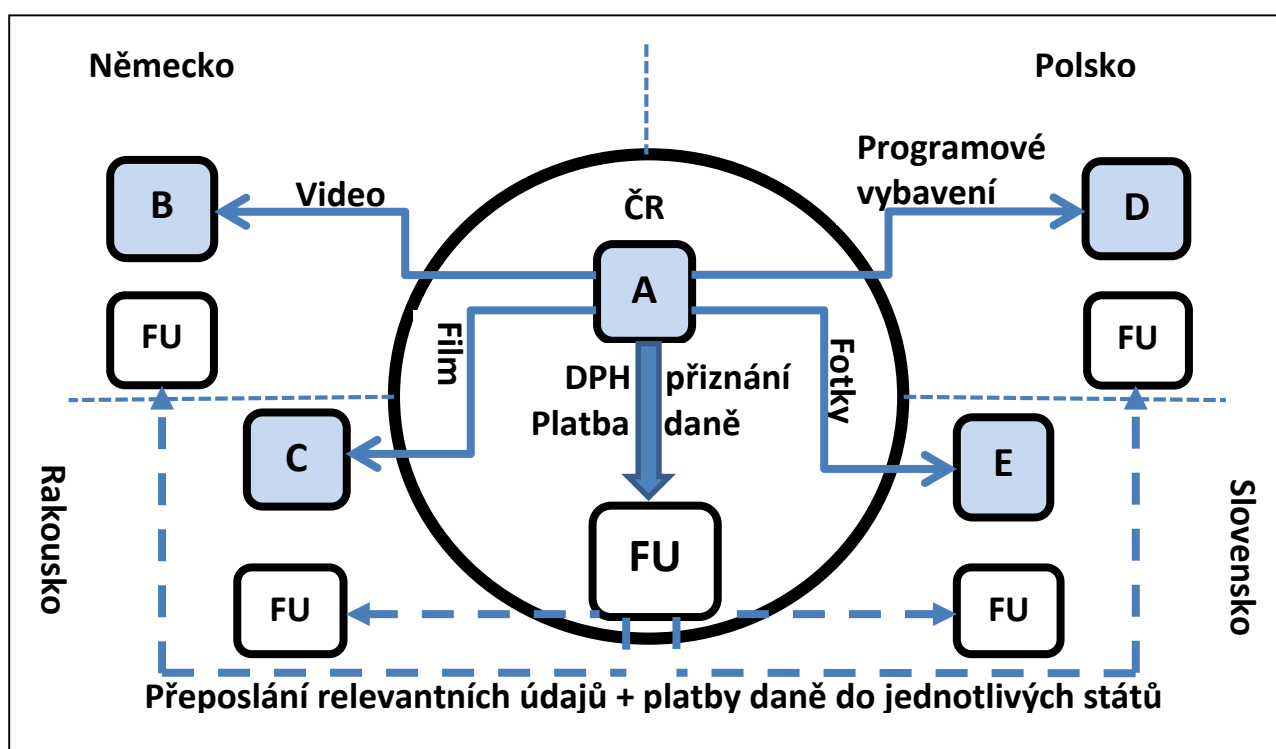 Německo
Polsko
Programové
vybavení
B
Video
ČR
D
A
FU
FU
Film
Fotky
DPH přiznání
Platba daně
C
E
Rakousko
Slovensko
FU
FU
FU
Přeposlání relevantních údajů + platby daně do jednotlivých států